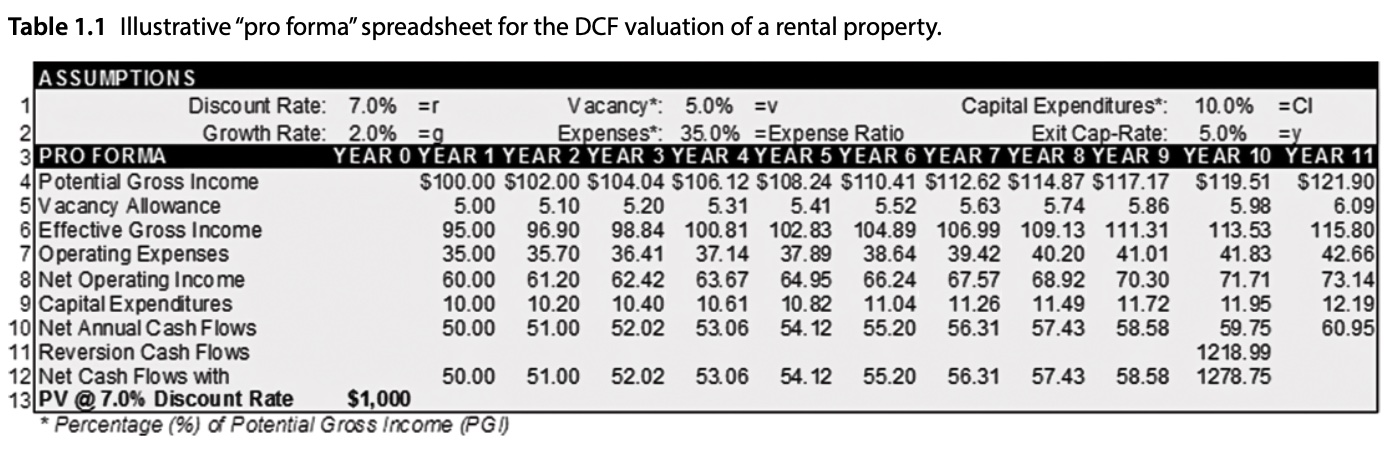 Table 1.1 Illustrative “pro forma” spreadsheet for the DCF valuation of a rental property.
ASSUMPTIONS
1 Discount Rate: 7.0% =r Vacancy*: 5.0% =v Capital Expenditures*: 10.0% =CI
2 Growth Rate: 2.0% =g Expenses*: 35.0% =Expense Ratio Exit Cap-Rate: 5.0% =y
3 PRO FORMA YEAR 0 YEAR 1 YEAR 2 YEAR 3 YEAR 4 YEAR 5 YEAR 6 YEAR 7 YEAR 8 YEAR 9 YEAR 10 YEAR 11
4 Potential Gross Income $100.00 $102.00 $104.04 $106.12 $108.24 $110.41 $112.62 $114.87 $117.17 $119.51 $121.90
5 Vacancy Allowance 5.00 5.10 5.20 5.31 5.41 5.52 5.63 5.74 5.86 5.98 6.09
6 Effective Gross Income 95.00 96.90 98.84 100.81 102.83 104.89 106.99 109.13 111.31 113.53 115.80
7 Operating Expenses 35.00 35.70 36.41 37.14 37.89 38.64 39.42 40.20 41.01 41.83 42.66
8 Net Operating Income 60.00 61.20 62.42 63.67 64.95 66.24 67.57 68.92 70.30 71.71 73.14
9 Capital Expenditures 10.00 10.20 10.40 10.61 10.82 11.04 11.26 11.49 11.72 11.95 12.19
10 Net Annual Cash Flows 50.00 51.00 52.02 53.06 54.12 55.20 56.31 57.43 58.58 59.75 60.95
11 Reversion Cash Flows 1218.99
12 Net Cash Flows with 50.00 51.00 52.02 53.06 54.12 55.20 56.31 57.43 58.58 1278.75
13 PV @ 7.0% Discount Rate $1,000
* Percentage (%) of Potential Gross Income (PGI)